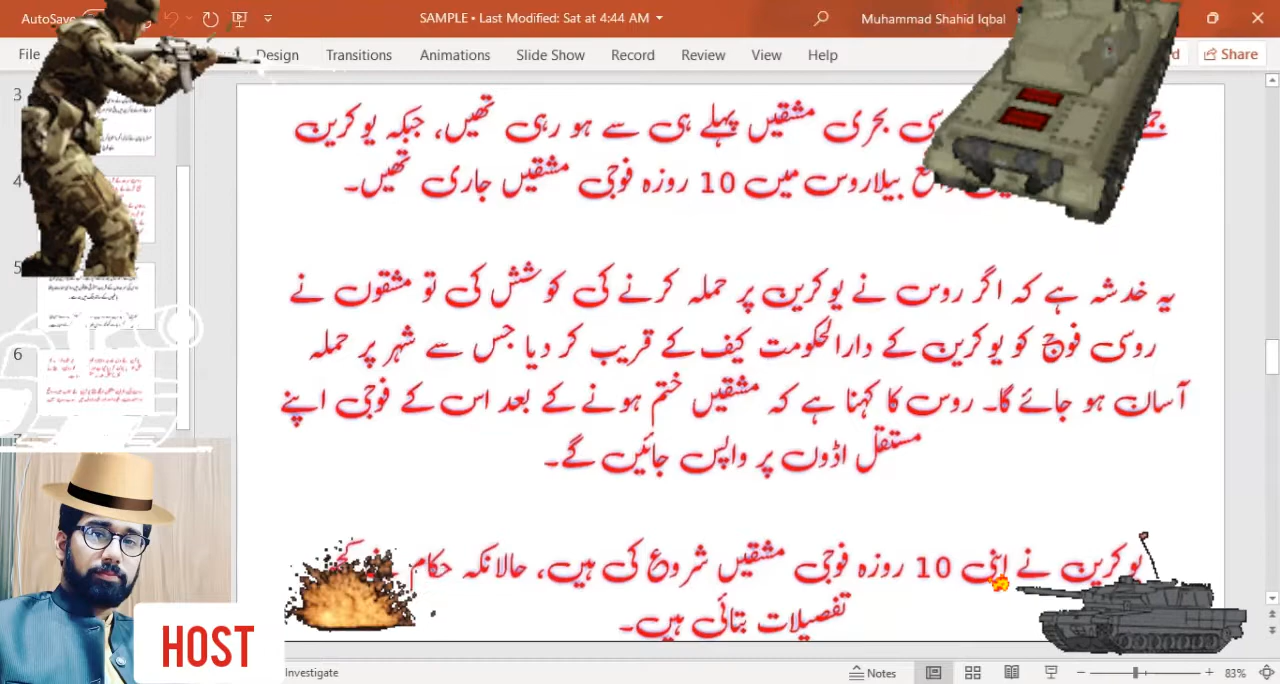 AutoSave
SAMPLE • Last Modified: Sat at 4:44 AM
Muhammad Shahid Iqbal
File
Design
Transitions
Animations
Slide Show
Record
Review
View
Help
Share
3
4
5
6
بحری مشقیں پہلے ہی سے ہو رہی تھیں، جبکہ یوکرین
بیلاروس میں 10 روزہ فوجی مشقیں جاری تھیں۔
یہ خدشہ ہے کہ اگر روس نے یوکرین پر حملہ کرنے کی کوشش کی تو مشقوں نے
روسی فوج کو یوکرین کے دارالحکومت کیف کے قریب کر دیا جس سے شہر پر حملہ
آسان ہو جائے گا۔ روس کا کہنا ہے کہ مشقیں ختم ہونے کے بعد اس کے فوجی اپنے
مستقل اڈوں پر واپس جائیں گے۔
یوکرین نے اپنی 10 روزہ فوجی مشقیں شروع کی ہیں، حالانکہ حکام
تفصیلات بتائی ہیں۔
HOST
Investigate
Notes
83%